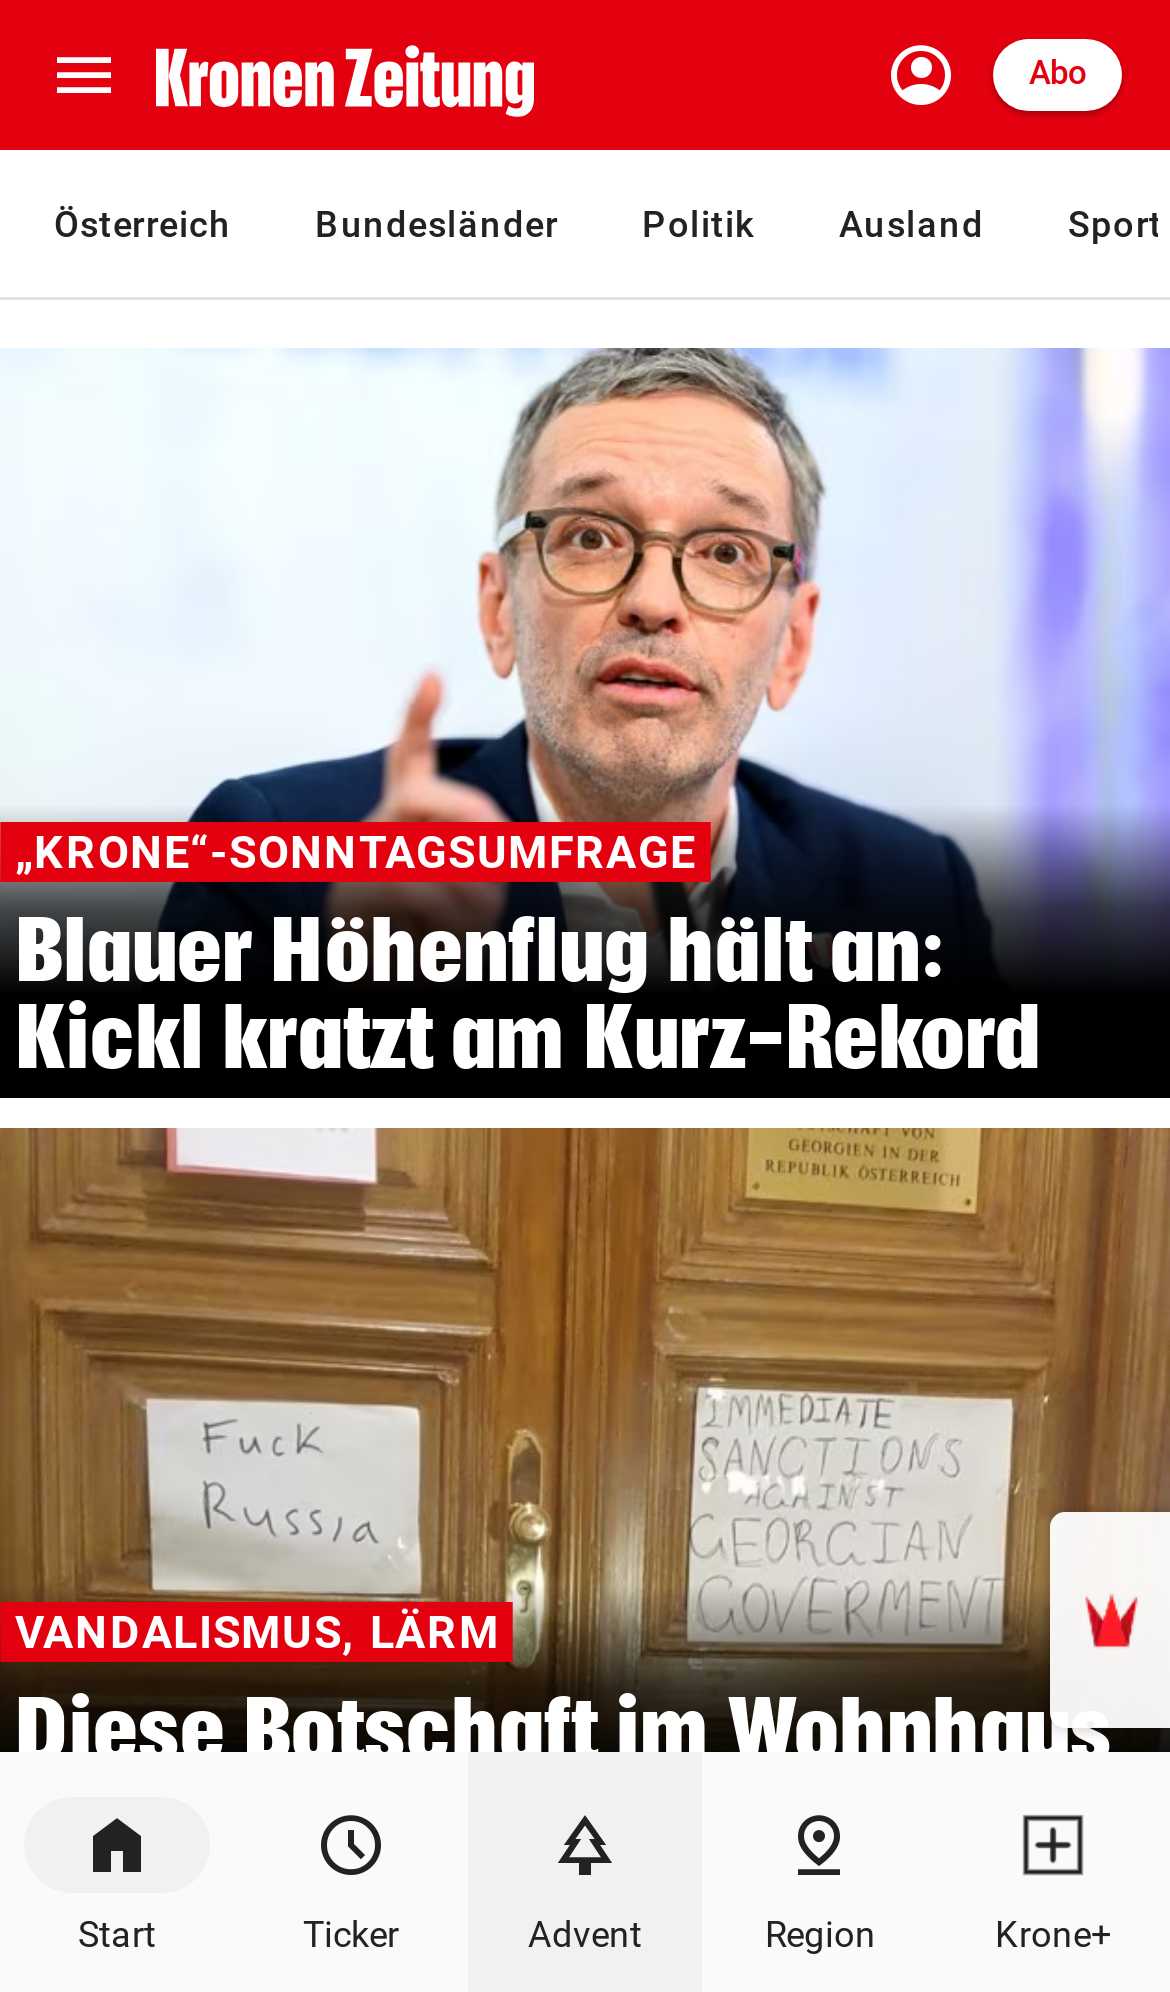 Kronen Zeitung
Abo
Österreich Bundesländer Politik Ausland Sport
„KRONE“-SONNTAGSUMFRAGE
Blauer Höhenflug hält an:
Kickl kratzt am Kurz-Rekord
VON
GEORGIEN IN DER
REPUBLIK ÖSTERREICH
Fuck
Russia
IMMEDIATE
SANCTIONS
AGAINST
GEORGIAN
GOVERMENT
VANDALISMUS, LÄRM
Diese Botschaft im Wohnhaus
Start Ticker Advent Region Krone+